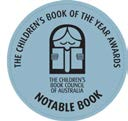 THE CHILDREN'S BOOK OF THE YEAR AWARDS
THE CHILDREN'S
BOOK COUNCIL
OF AUSTRALIA
NOTABLE BOOK